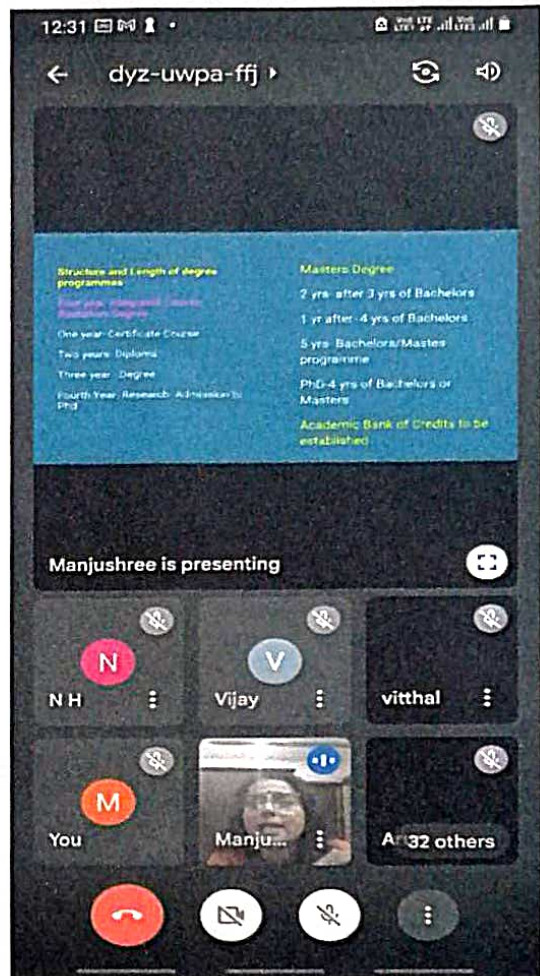 12:31
dyz-uwpa-ffj
Structure and Length of degree
programmes
One year- Certificate Course
Two years- Diploma
Three year- Degree
Fourth Year- Research- Admission to
Phd
Masters Degree
2 yrs- after 3 yrs of Bachelors
1 yr after- 4 yrs of Bachelors
5 yrs- Bachelors/Mastes
programme
PhD-4 yrs of Bachelors or
Masters
Academic Bank of Credits to be
established
Manjushree is presenting
N
N H
V
Vijay
vitthal
M
You
Manju...
32 others